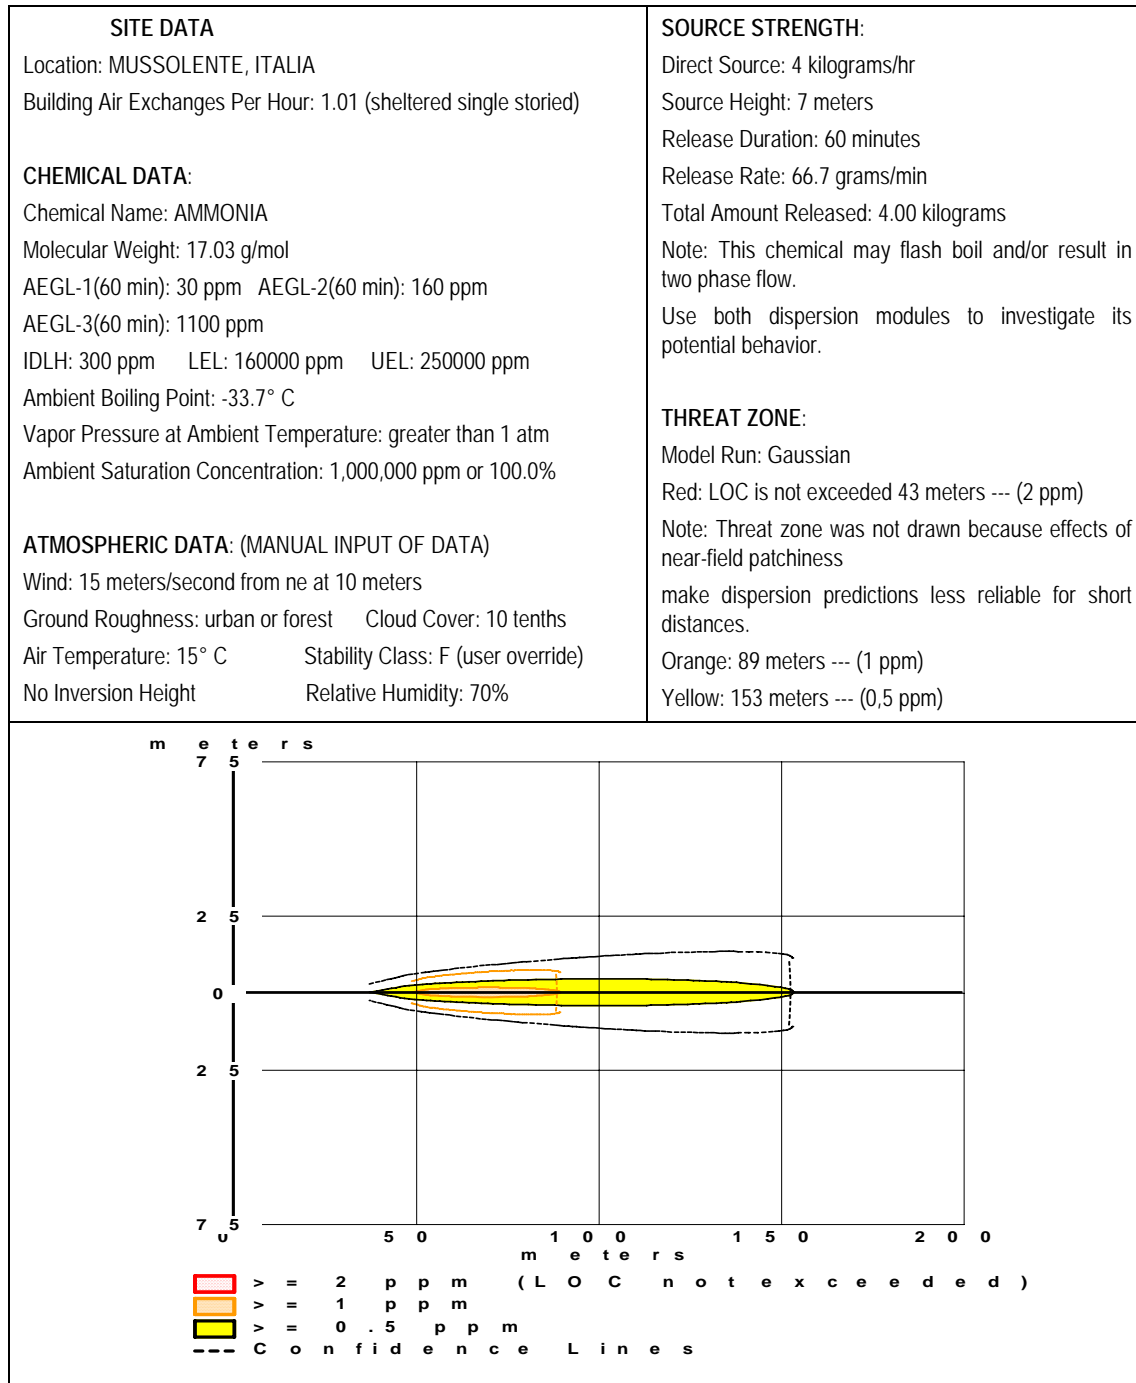 SITE DATA
Location: MUSSOLENTE, ITALIA
Building Air Exchanges Per Hour: 1.01 (sheltered single storied)
CHEMICAL DATA:
Chemical Name: AMMONIA
Molecular Weight: 17.03 g/mol
AEGL-1(60 min): 30 ppm AEGL-2(60 min): 160 ppm
AEGL-3(60 min): 1100 ppm
IDLH: 300 ppm LEL: 160000 ppm UEL: 250000 ppm
Ambient Boiling Point: -33.7° C
Vapor Pressure at Ambient Temperature: greater than 1 atm
Ambient Saturation Concentration: 1,000,000 ppm or 100.0%
ATMOSPHERIC DATA: (MANUAL INPUT OF DATA)
Wind: 15 meters/second from ne at 10 meters
Ground Roughness: urban or forest Cloud Cover: 10 tenths
Air Temperature: 15° C Stability Class: F (user override)
No Inversion Height Relative Humidity: 70%
SOURCE STRENGTH:
Direct Source: 4 kilograms/hr
Source Height: 7 meters
Release Duration: 60 minutes
Release Rate: 66.7 grams/min
Total Amount Released: 4.00 kilograms
Note: This chemical may flash boil and/or result in
two phase flow.
Use both dispersion modules to investigate its
potential behavior.
THREAT ZONE:
Model Run: Gaussian
Red: LOC is not exceeded 43 meters --- (2 ppm)
Note: Threat zone was not drawn because effects of
near-field patchiness
make dispersion predictions less reliable for short
distances.
Orange: 89 meters --- (1 ppm)
Yellow: 153 meters --- (0,5 ppm)
meters
75
25
0
25
75
0 50 100 150 200
meters
>= 2 ppm (LOC not exceeded)
>= 1 ppm
>= 0.5 ppm
Confidence Lines